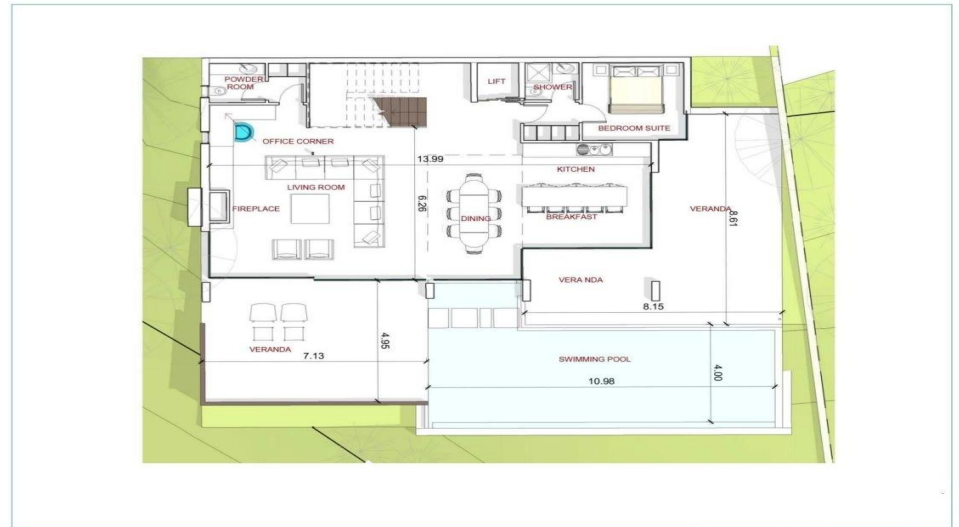 POWDER
ROOM
LIFT
SHOWER
BEDROOM SUITE
OFFICE CORNER
13.99
KITCHEN
LIVING ROOM
6.26
FIREPLACE
DINING
BREAKFAST
VERANDA
8.61
VERA NDA
8.15
VERANDA
7.13
4.95
SWIMMING POOL
10.98
4.00